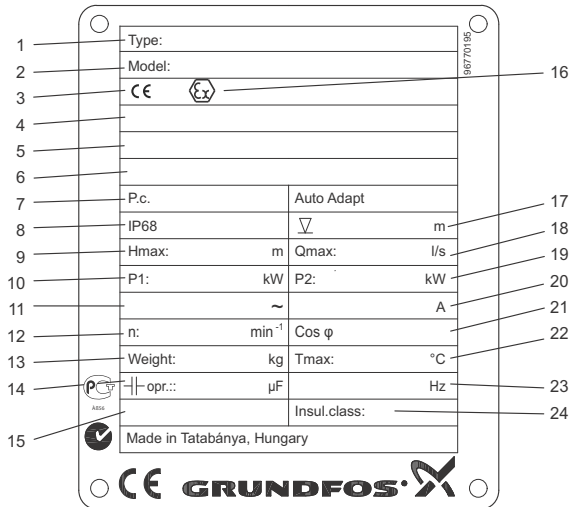 1 Type:
96770195
2 Model:
3 CE Ex 16
4
5
6
7 P.c. Auto Adapt
8 IP68 m 17
9 Hmax: m Qmax: l/s 18
10 P1: kW P2: kW 19
11 ~ A 20
12 n: min⁻¹ Cos φ 21
13 Weight: kg Tmax: °C 22
14 opr.:: µF Hz 23
15 Insul.class: 24
Made in Tatabánya, Hungary
CE GRUNDFOS